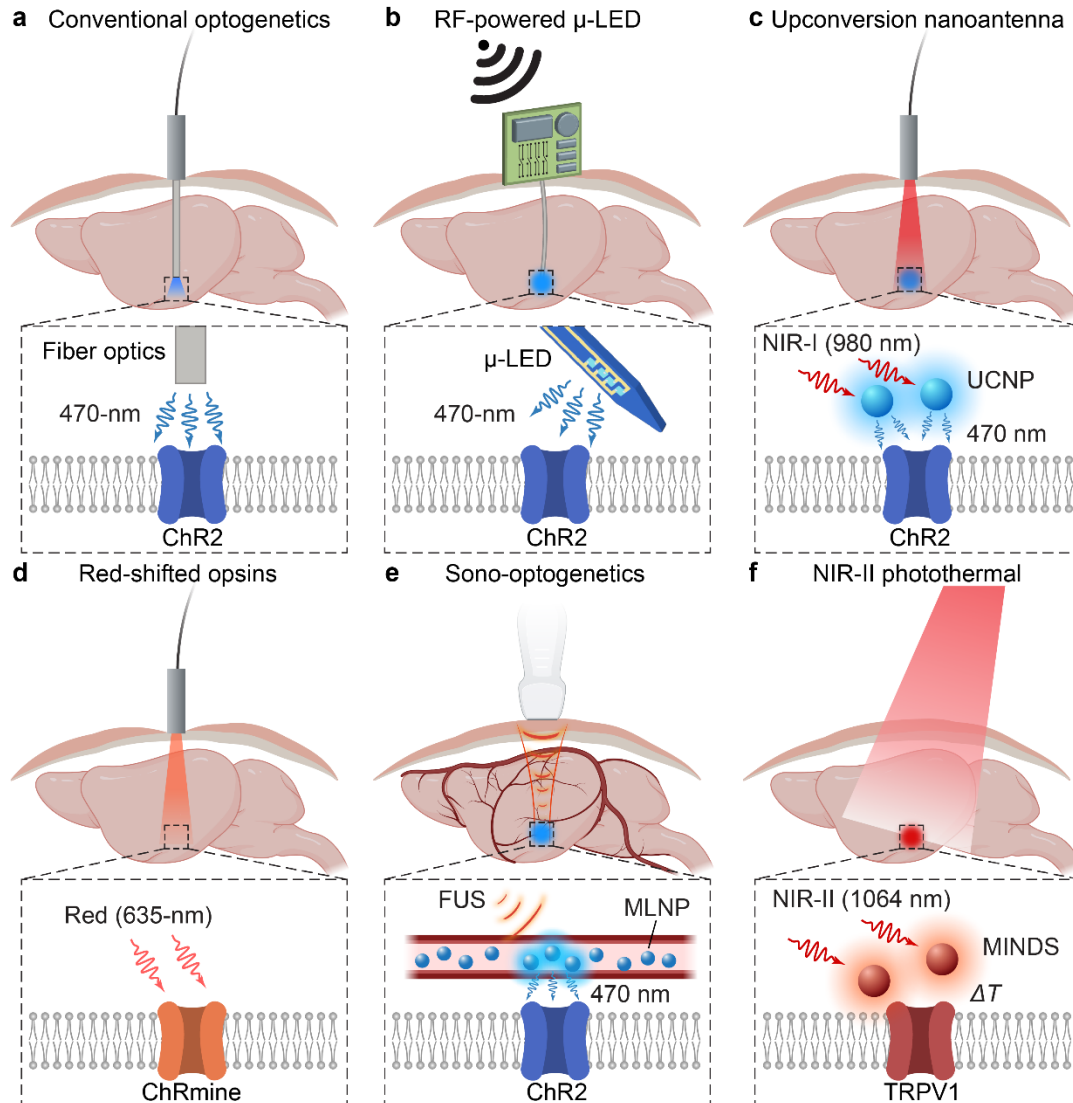 a Conventional optogenetics
Fiber optics
470-nm
ChR2
b RF-powered μ-LED
μ-LED
470-nm
ChR2
c Upconversion nanoantenna
NIR-I (980 nm)
UCNP
470 nm
ChR2
d Red-shifted opsins
Red (635-nm)
ChRmine
e Sono-optogenetics
FUS
MLNP
470 nm
ChR2
f NIR-II photothermal
NIR-II (1064 nm)
MINDS
ΔT
TRPV1